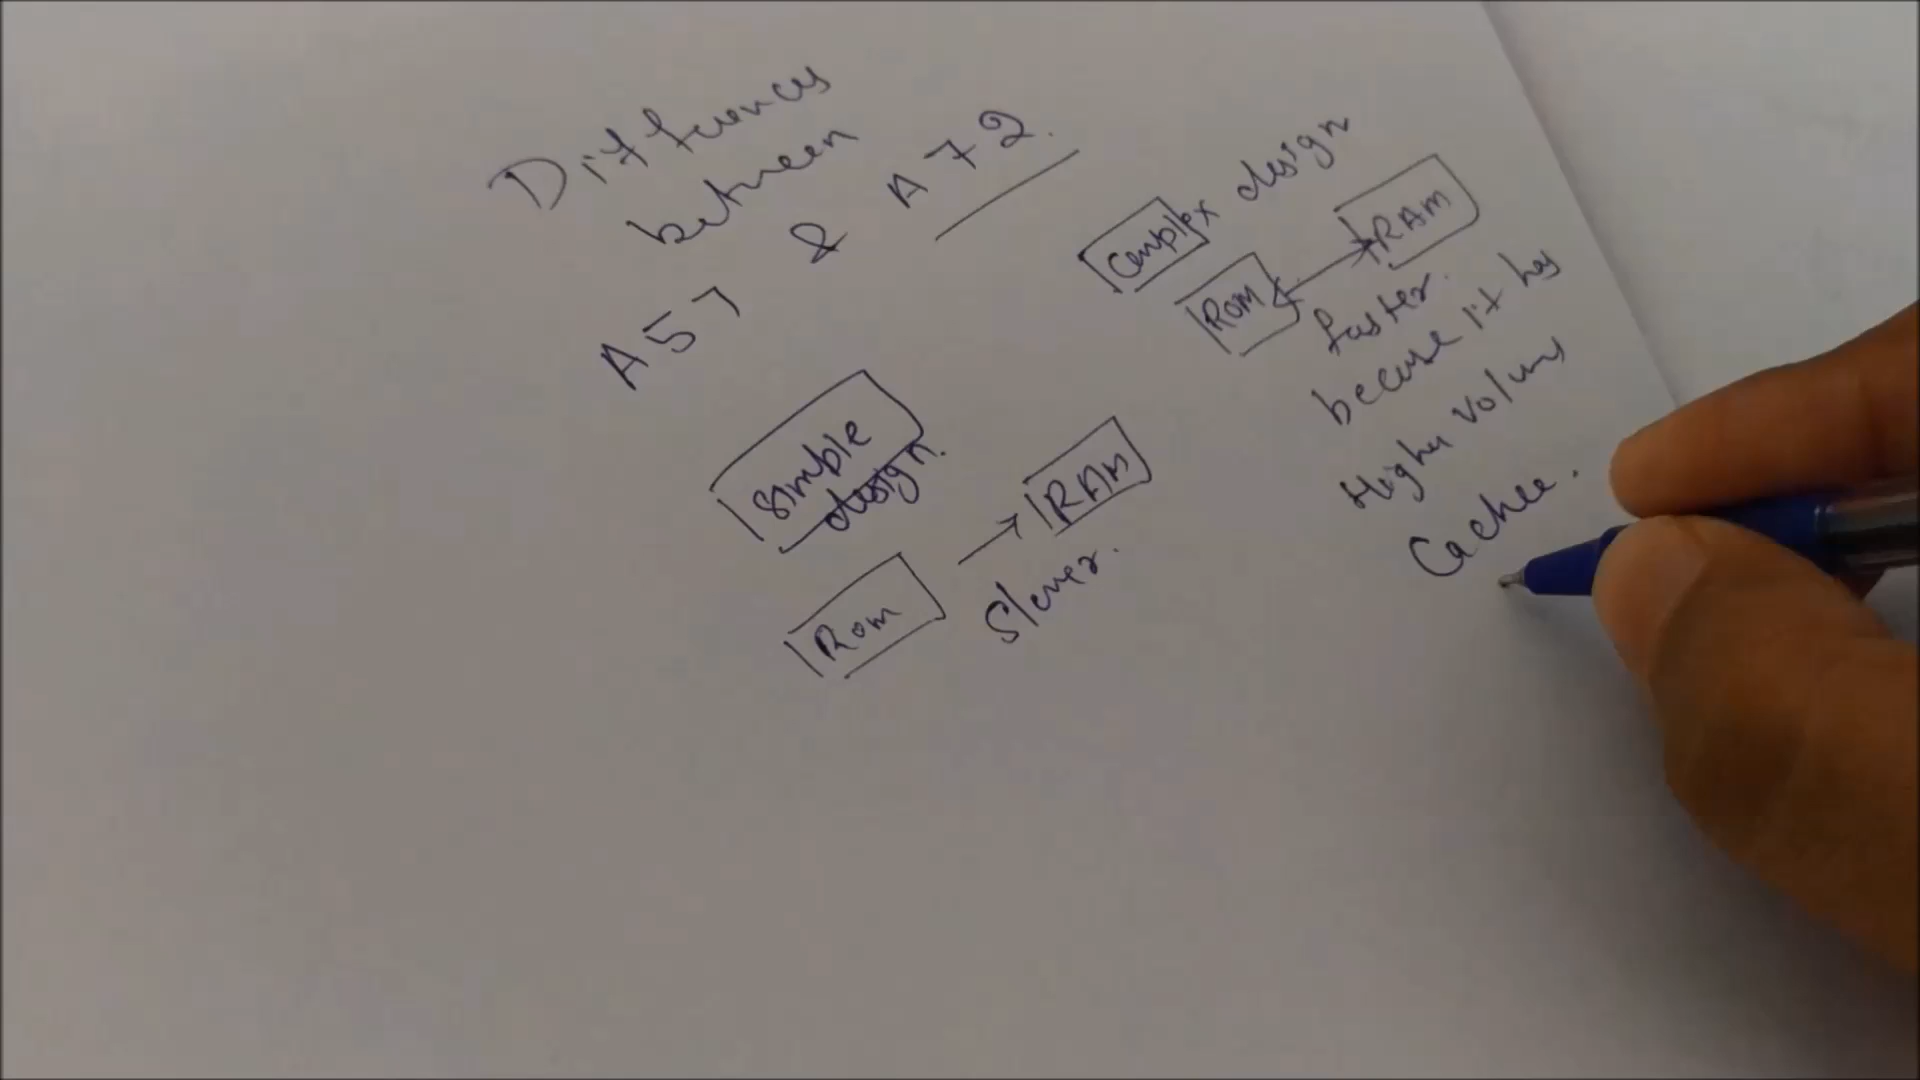 Differences
between
A57 & A72.
Simple
design.
Rom → RAM
Slower.
Complex design
Rom ↔ RAM
faster.
because it has
Higher volume
Cachee.